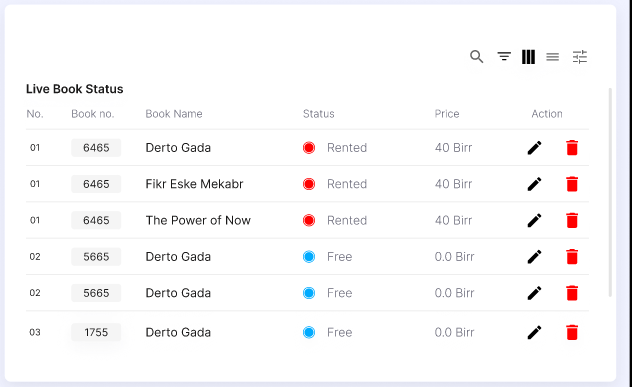 Live Book Status
No. Book no. Book Name Status Price Action
01 6465 Derto Gada Rented 40 Birr
01 6465 Fikr Eske Mekabr Rented 40 Birr
01 6465 The Power of Now Rented 40 Birr
02 5665 Derto Gada Free 0.0 Birr
02 5665 Derto Gada Free 0.0 Birr
03 1755 Derto Gada Free 0.0 Birr